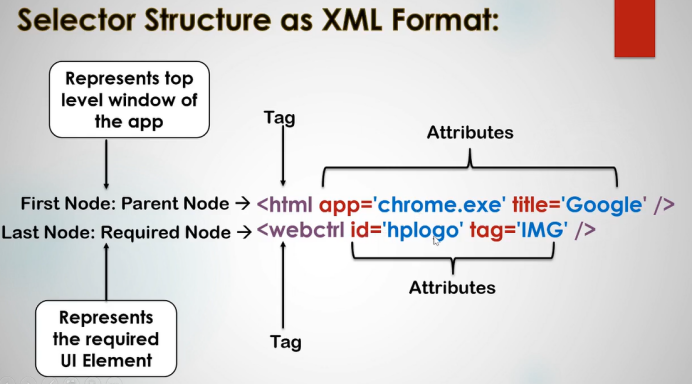 Selector Structure as XML Format:
Represents top
level window of
the app
Tag
Attributes
First Node: Parent Node → <html app='chrome.exe' title='Google' />
Last Node: Required Node → <webctrl id='hplogo' tag='IMG' />
Attributes
Represents
the required
UI Element
Tag